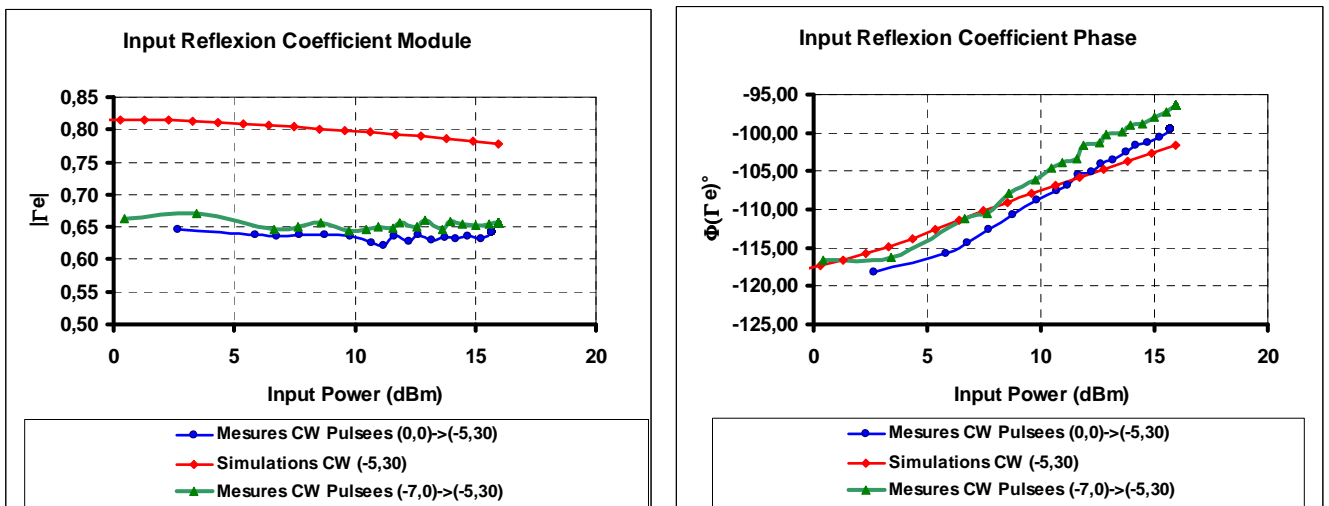 Input Reflexion Coefficient Module
0,85
0,80
0,75
0,70
0,65
0,60
0,55
0,50
|Γe|
0 5 10 15 20
Input Power (dBm)
Mesures CW Pulsees (0,0)->(-5,30)
Simulations CW (-5,30)
Mesures CW Pulsees (-7,0)->(-5,30)
Input Reflexion Coefficient Phase
-95,00
-100,00
-105,00
-110,00
-115,00
-120,00
-125,00
Φ(Γe)°
0 5 10 15 20
Input Power (dBm)
Mesures CW Pulsees (0,0)->(-5,30)
Simulations CW (-5,30)
Mesures CW Pulsees (-7,0)->(-5,30)